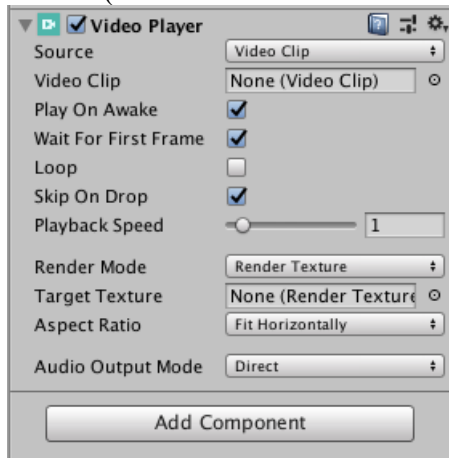 (
Video Player
Source Video Clip
Video Clip None (Video Clip)
Play On Awake
Wait For First Frame
Loop
Skip On Drop
Playback Speed 1
Render Mode Render Texture
Target Texture None (Render Texture
Aspect Ratio Fit Horizontally
Audio Output Mode Direct
Add Component